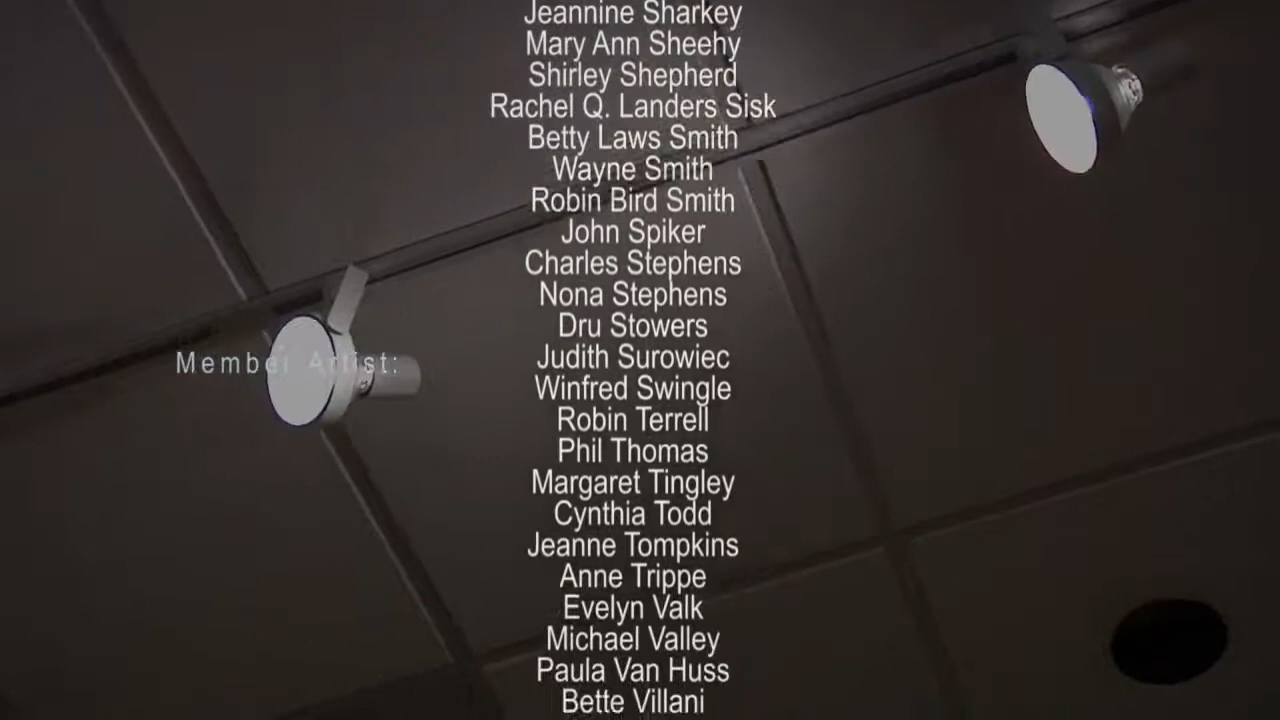 Jeannine Sharkey
Mary Ann Sheehy
Shirley Shepherd
Rachel Q. Landers Sisk
Betty Laws Smith
Wayne Smith
Robin Bird Smith
John Spiker
Charles Stephens
Nona Stephens
Dru Stowers
Member Artist:
Judith Surowiec
Winfred Swingle
Robin Terrell
Phil Thomas
Margaret Tingley
Cynthia Todd
Jeanne Tompkins
Anne Trippe
Evelyn Valk
Michael Valley
Paula Van Huss
Bette Villani